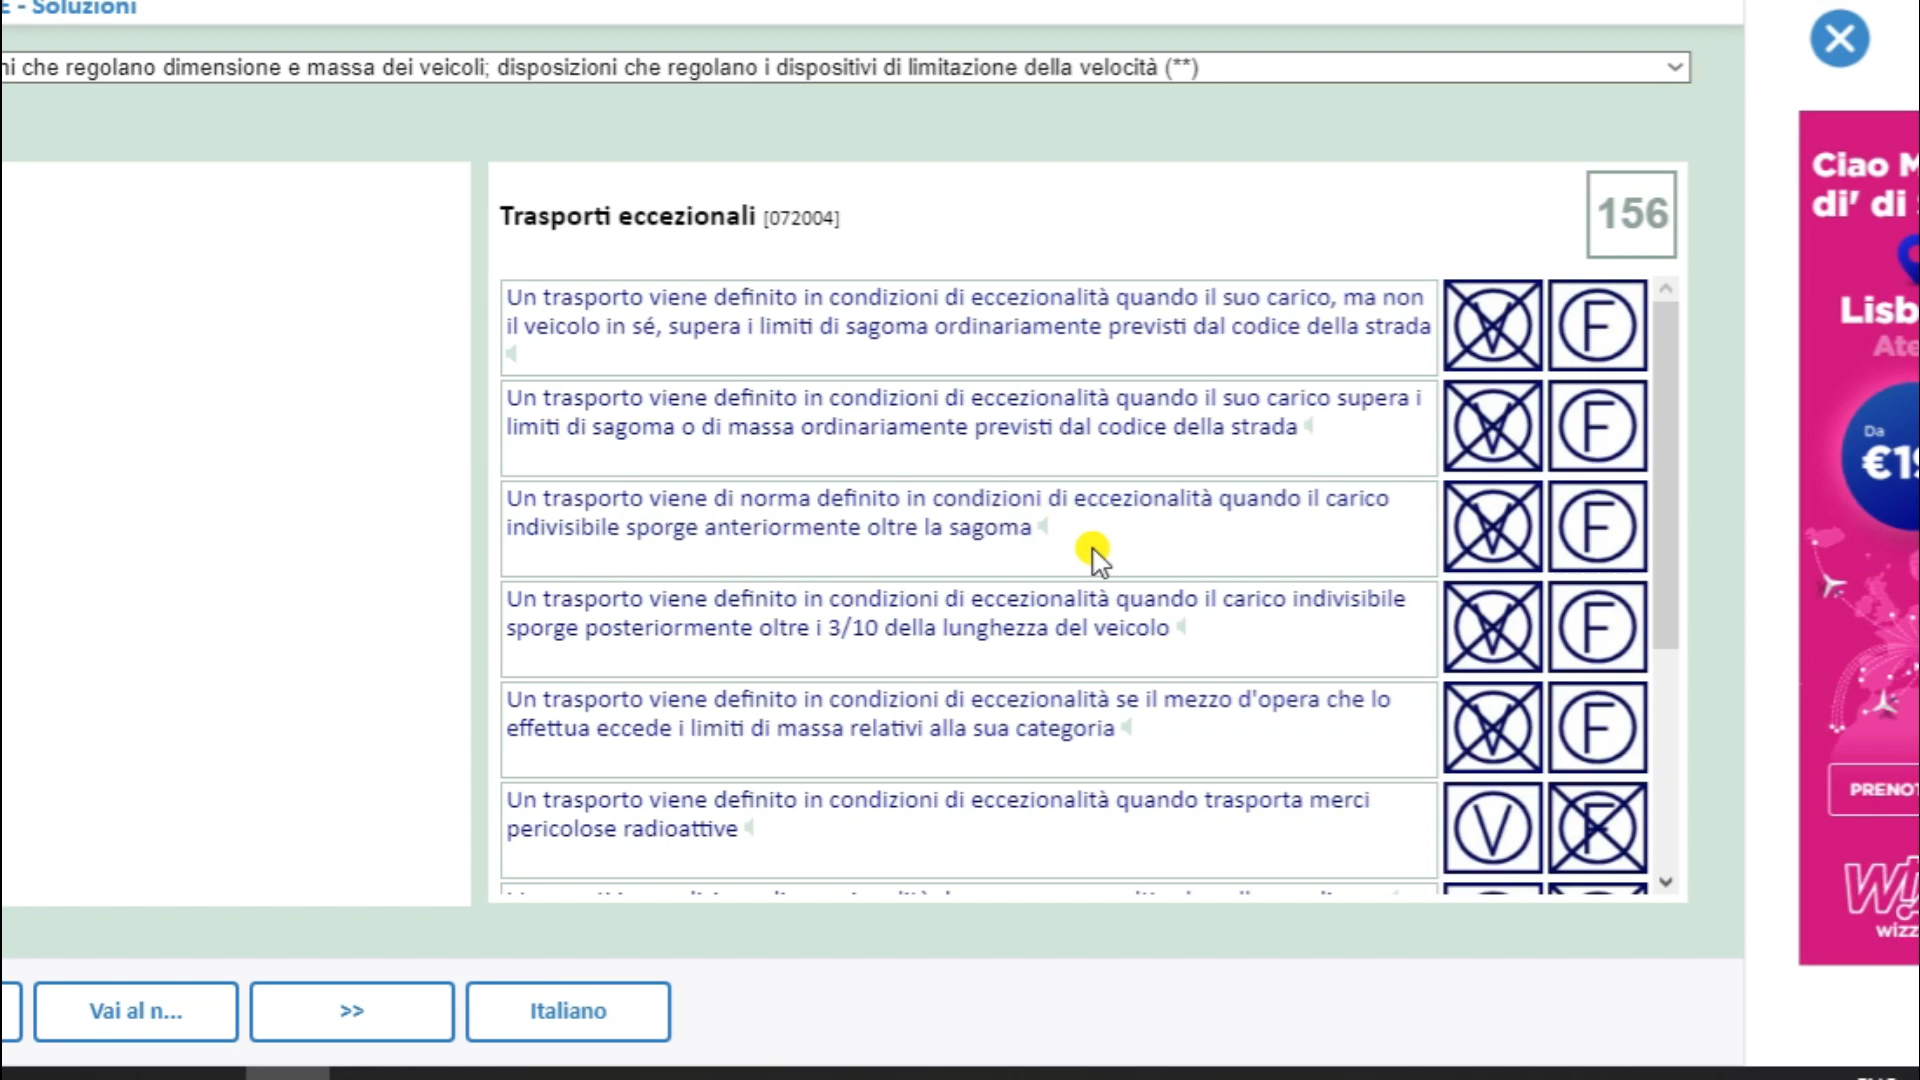 - Soluzioni
che regolano dimensione e massa dei veicoli; disposizioni che regolano i dispositivi di limitazione della velocità (**)
Trasporti eccezionali [072004]
156
Un trasporto viene definito in condizioni di eccezionalità quando il suo carico, ma non
il veicolo in sé, supera i limiti di sagoma ordinariamente previsti dal codice della strada
V F
Un trasporto viene definito in condizioni di eccezionalità quando il suo carico supera i
limiti di sagoma o di massa ordinariamente previsti dal codice della strada
V F
Un trasporto viene di norma definito in condizioni di eccezionalità quando il carico
indivisibile sporge anteriormente oltre la sagoma
V F
Un trasporto viene definito in condizioni di eccezionalità quando il carico indivisibile
sporge posteriormente oltre i 3/10 della lunghezza del veicolo
V F
Un trasporto viene definito in condizioni di eccezionalità se il mezzo d'opera che lo
effettua eccede i limiti di massa relativi alla sua categoria
V F
Un trasporto viene definito in condizioni di eccezionalità quando trasporta merci
pericolose radioattive
V F
Vai al n...
>>
Italiano
Ciao M
di' di
Lisb
Ate
Da
€19
PRENOT
wizz